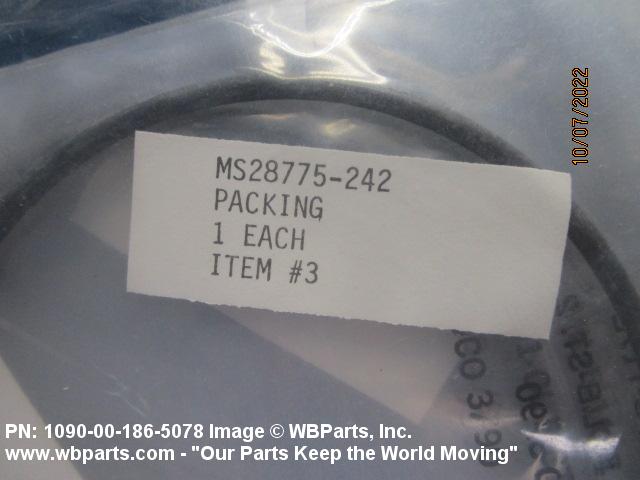 10/07/2022
MS28775-242
PACKING
1 EACH
ITEM #3
PN: 1090-00-186-5078 Image © WBParts, Inc.
www.wbparts.com - "Our Parts Keep the World Moving"